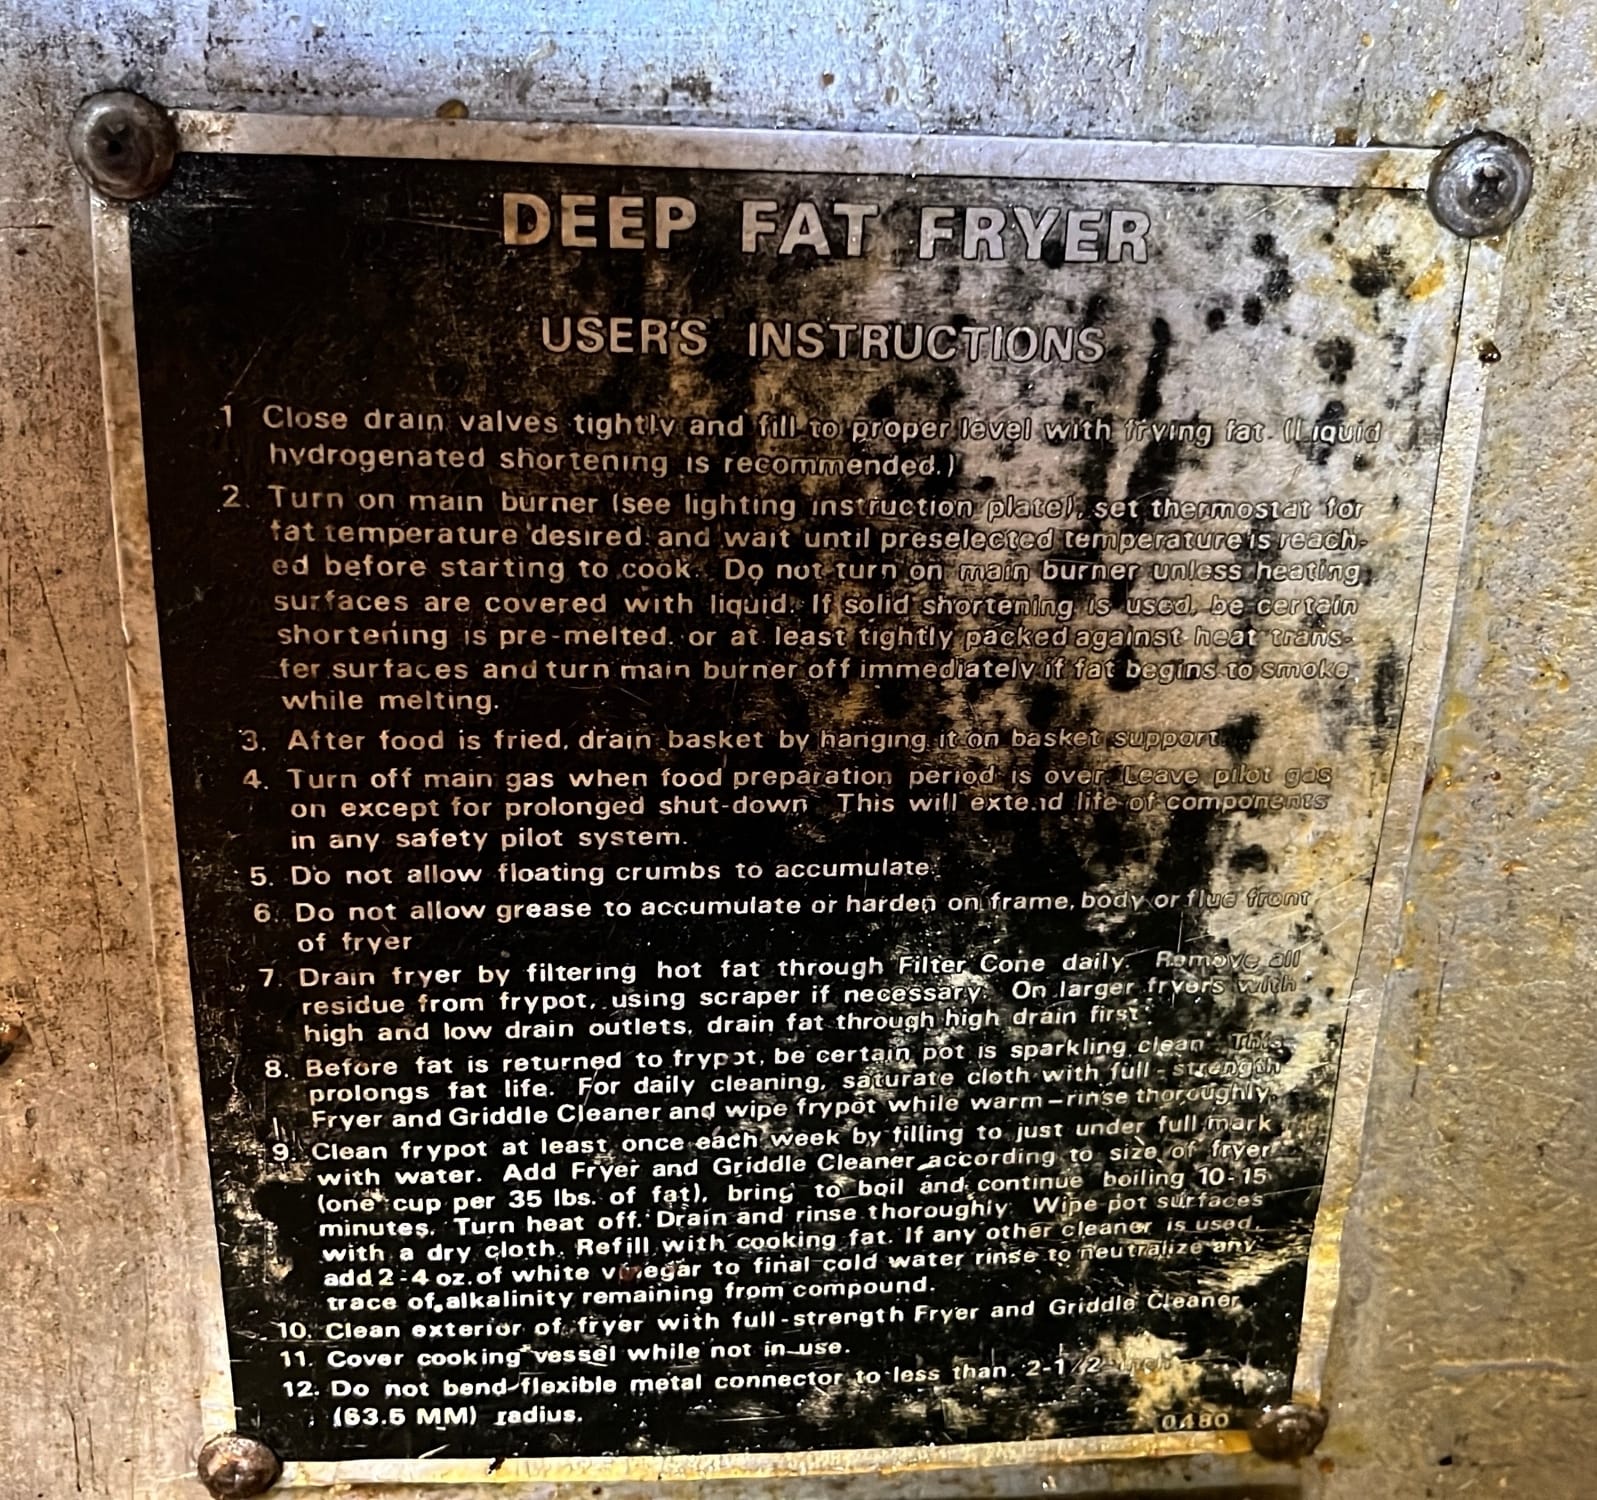 DEEP FAT FRYER
USER'S INSTRUCTIONS
1 Close drain valves tightly and fill to proper level with frying fat. (Liquid
hydrogenated shortening is recommended.)
2. Turn on main burner (see lighting instruction plate), set thermostat for
fat temperature desired, and wait until preselected temperature is reach-
ed before starting to cook. Do not turn on main burner unless heating
surfaces are covered with liquid. If solid shortening is used, be certain
shortening is pre-melted, or at least tightly packed against heat trans-
fer surfaces and turn main burner off immediately if fat begins to smoke
while melting.
3. After food is fried, drain basket by hanging it on basket support.
4. Turn off main gas when food preparation period is over. Leave pilot gas
on except for prolonged shut-down. This will extend life of components
in any safety pilot system.
5. Do not allow floating crumbs to accumulate.
6. Do not allow grease to accumulate or harden on frame, body or flue front
of fryer
7. Drain fryer by filtering hot fat through Filter Cone daily. Remove all
residue from frypot, using scraper if necessary. On larger fryers with
high and low drain outlets, drain fat through high drain first.
8. Before fat is returned to frypot, be certain pot is sparkling clean. This
prolongs fat life. For daily cleaning, saturate cloth with full-strength
Fryer and Griddle Cleaner and wipe frypot while warm—rinse thoroughly.
9. Clean frypot at least once each week by filling to just under full mark
with water. Add Fryer and Griddle Cleaner according to size of fryer
(one cup per 35 lbs. of fat), bring to boil and continue boiling 10-15
minutes. Turn heat off. Drain and rinse thoroughly. Wipe pot surfaces
with a dry cloth. Refill with cooking fat. If any other cleaner is used,
add 2-4 oz. of white vinegar to final cold water rinse to neutralize any
trace of alkalinity remaining from compound.
10. Clean exterior of fryer with full-strength Fryer and Griddle Cleaner.
11. Cover cooking vessel while not in use.
12. Do not bend flexible metal connector to less than 2-1/2
(63.5 MM) radius.
0480